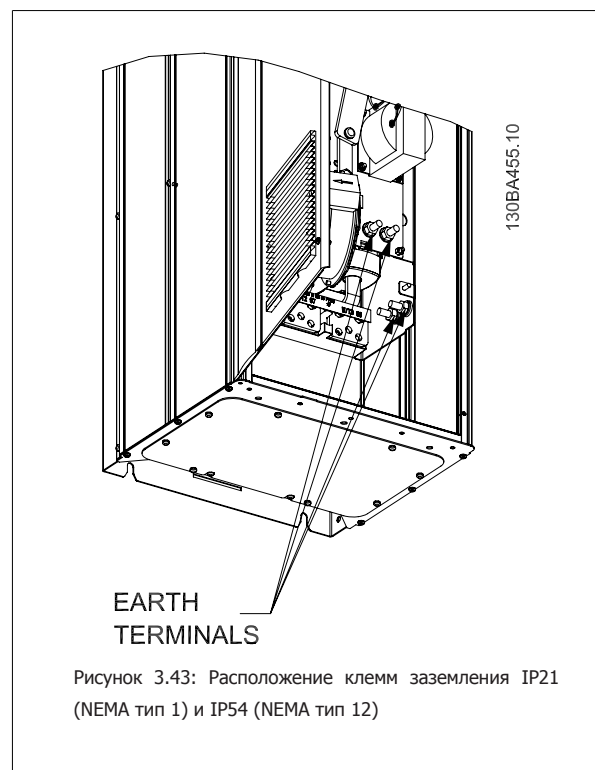 130BA455.10
EARTH
TERMINALS
Рисунок 3.43: Расположение клемм заземления IP21
(NEMA тип 1) и IP54 (NEMA тип 12)